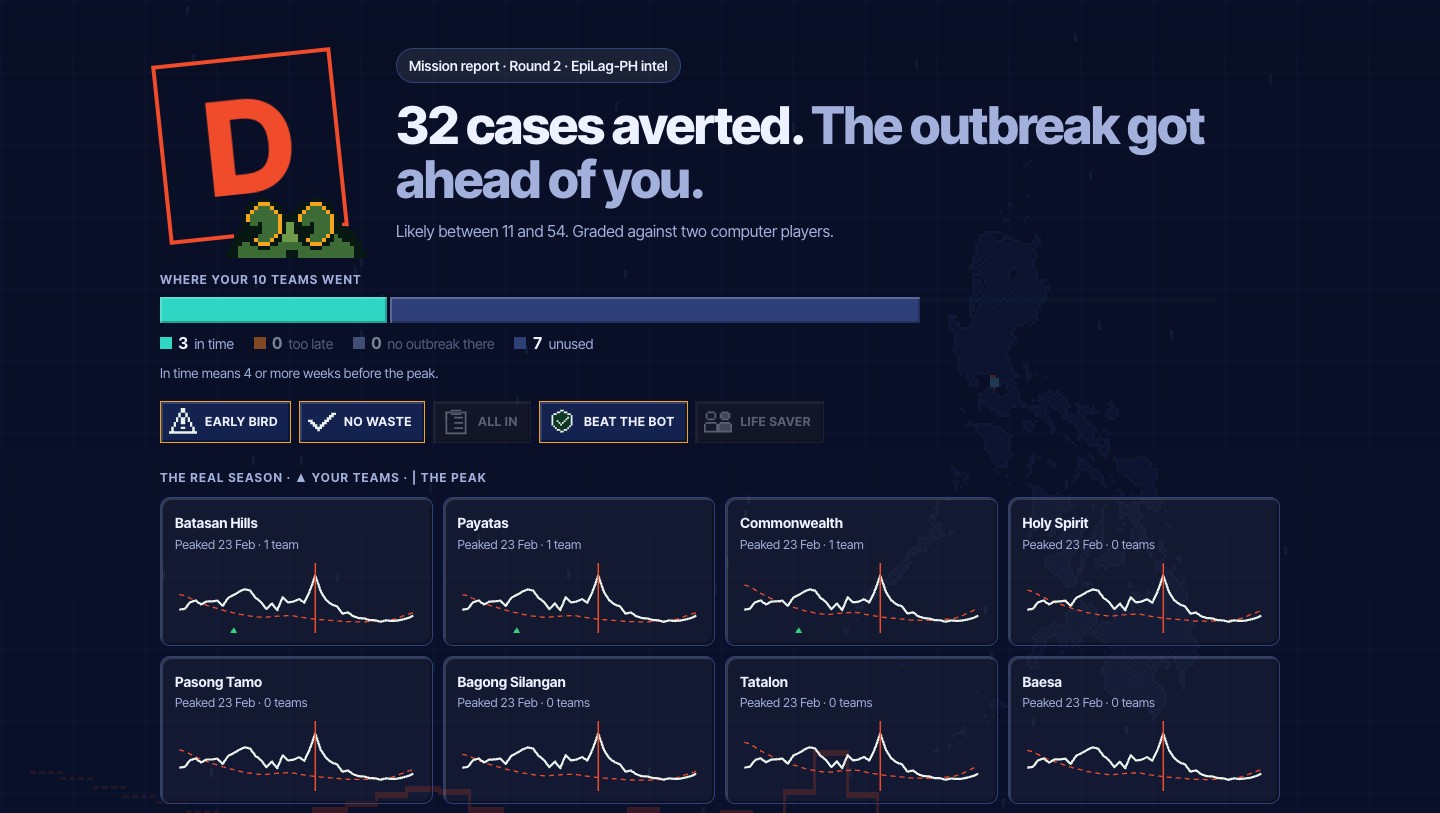 D
Mission report · Round 2 · EpiLag-PH intel
32 cases averted. The outbreak got
ahead of you.
Likely between 11 and 54. Graded against two computer players.
WHERE YOUR 10 TEAMS WENT
3 in time 0 too late 0 no outbreak there 7 unused
In time means 4 or more weeks before the peak.
EARLY BIRD NO WASTE ALL IN BEAT THE BOT LIFE SAVER
THE REAL SEASON · ▲ YOUR TEAMS · | THE PEAK
Batasan Hills Payatas Commonwealth Holy Spirit
Peaked 23 Feb · 1 team Peaked 23 Feb · 1 team Peaked 23 Feb · 1 team Peaked 23 Feb · 0 teams
Pasong Tamo Bagong Silangan Tatalon Baesa
Peaked 23 Feb · 0 teams Peaked 23 Feb · 0 teams Peaked 23 Feb · 0 teams Peaked 23 Feb · 0 teams